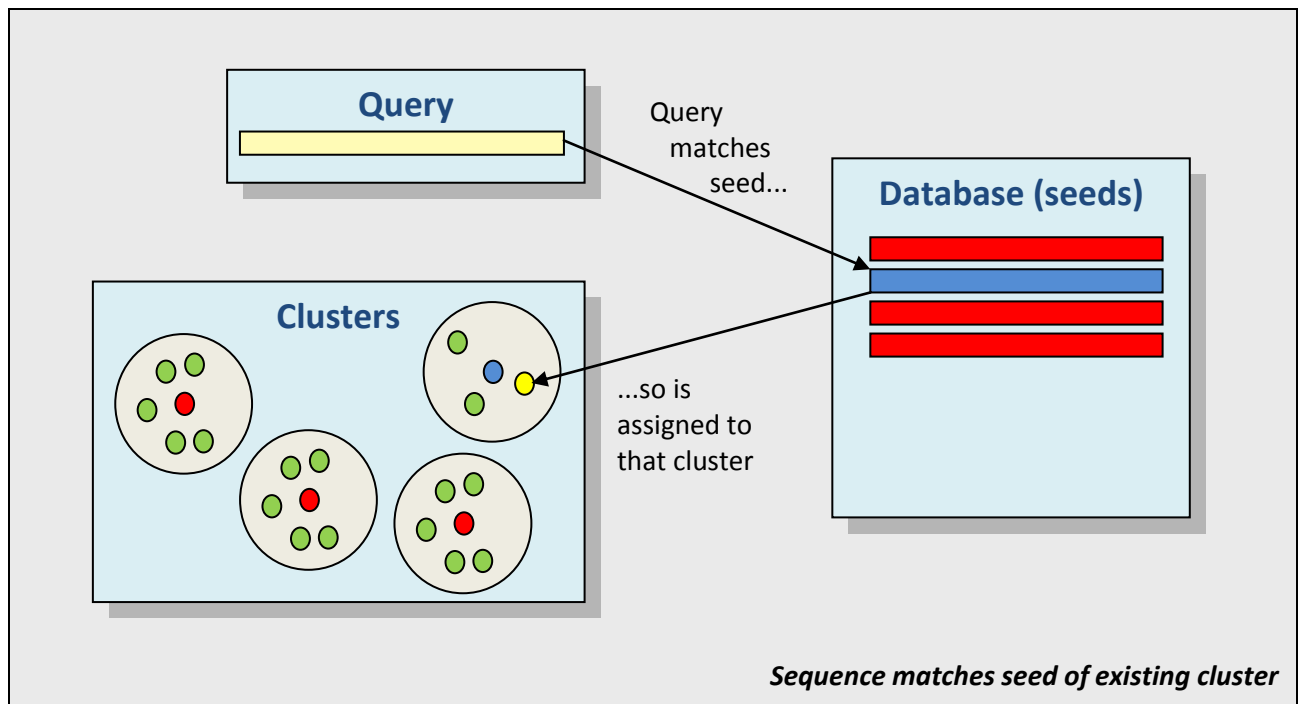 Query
Query
matches
seed...
Database (seeds)
Clusters
...so is
assigned to
that cluster
Sequence matches seed of existing cluster